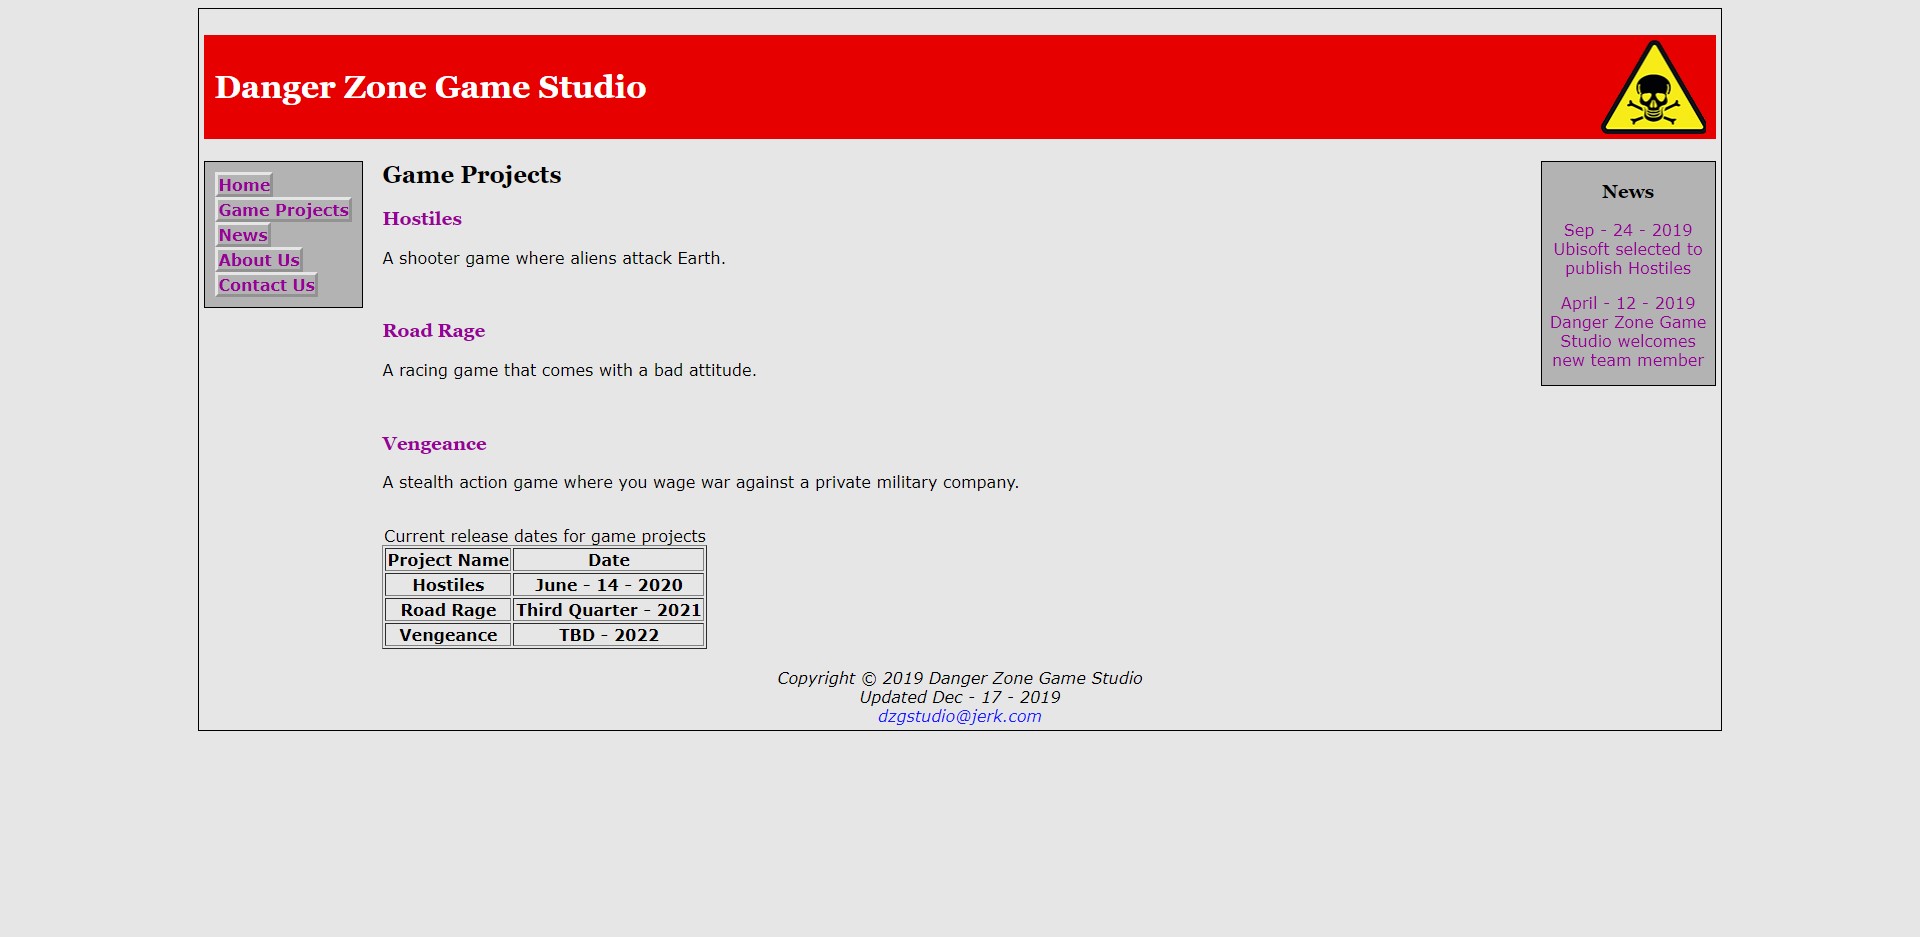 Danger Zone Game Studio
Home
Game Projects
News
About Us
Contact Us
Game Projects
Hostiles
A shooter game where aliens attack Earth.
Road Rage
A racing game that comes with a bad attitude.
Vengeance
A stealth action game where you wage war against a private military company.
Current release dates for game projects
Project Name Date
Hostiles June - 14 - 2020
Road Rage Third Quarter - 2021
Vengeance TBD - 2022
News
Sep - 24 - 2019
Ubisoft selected to
publish Hostiles
April - 12 - 2019
Danger Zone Game
Studio welcomes
new team member
Copyright © 2019 Danger Zone Game Studio
Updated Dec - 17 - 2019
dzgstudio@jerk.com